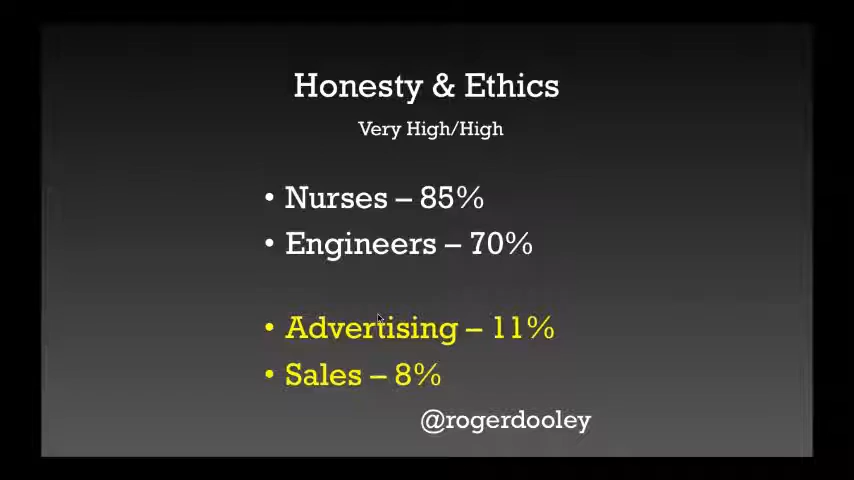 Honesty & Ethics
Very High/High
• Nurses – 85%
• Engineers – 70%
• Advertising – 11%
• Sales – 8%
@rogerdooley